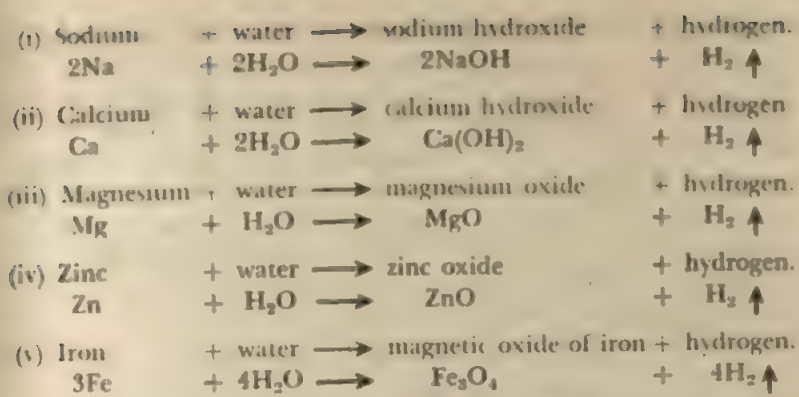 (i) Sodium + water ⟶ sodium hydroxide + hydrogen.
2Na + 2H₂O ⟶ 2NaOH + H₂ ↑
(ii) Calcium + water ⟶ calcium hydroxide + hydrogen
Ca + 2H₂O ⟶ Ca(OH)₂ + H₂ ↑
(iii) Magnesium + water ⟶ magnesium oxide + hydrogen.
Mg + H₂O ⟶ MgO + H₂ ↑
(iv) Zinc + water ⟶ zinc oxide + hydrogen.
Zn + H₂O ⟶ ZnO + H₂ ↑
(v) Iron + water ⟶ magnetic oxide of iron + hydrogen.
3Fe + 4H₂O ⟶ Fe₃O₄ + 4H₂ ↑